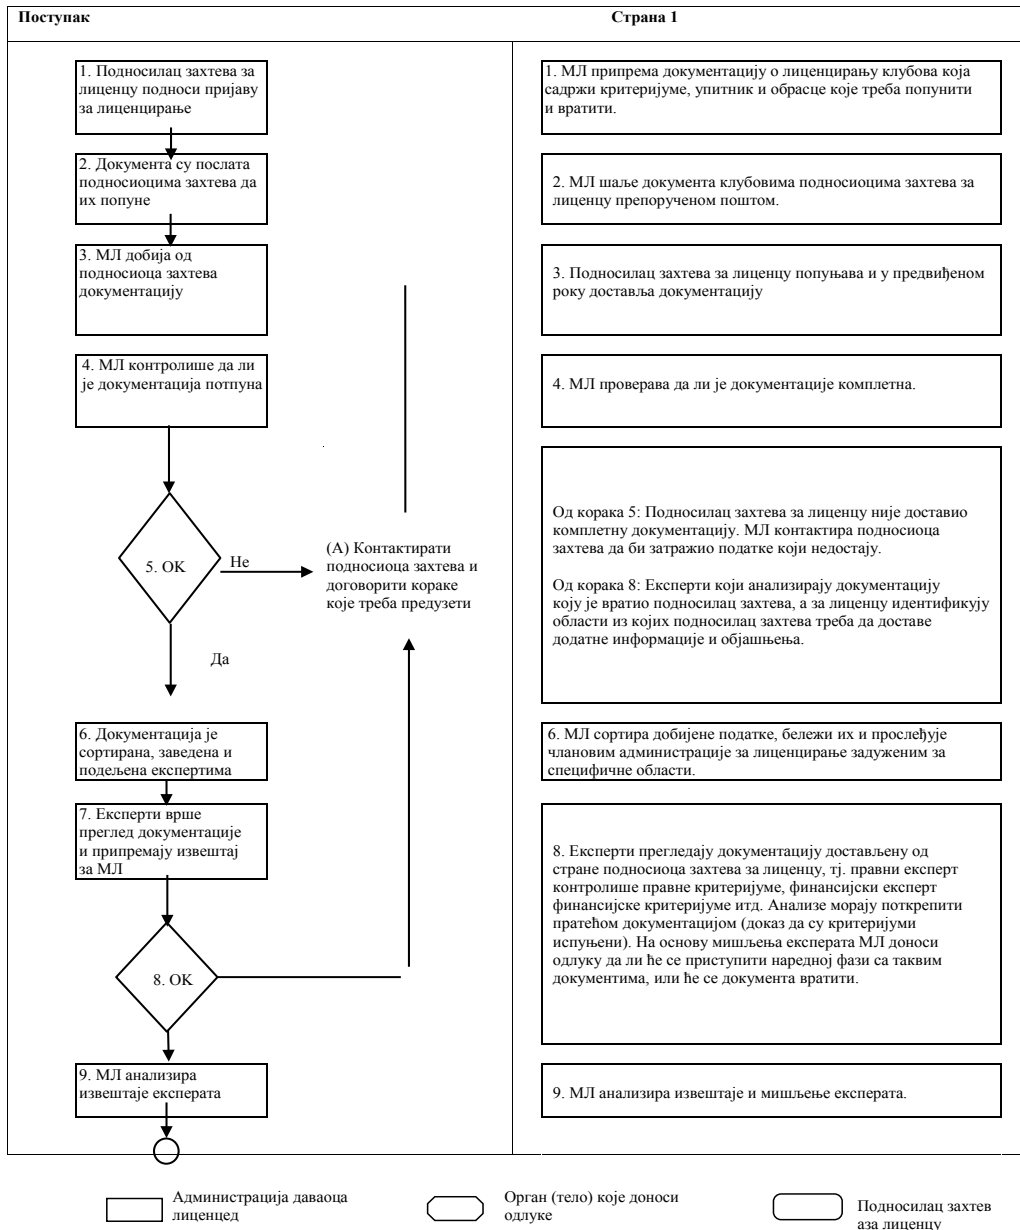 Поступак
Страна 1
1. Подносилац захтева за
лиценцу подноси пријаву
за лиценцирање
1. МЛ припрема документацију о лиценцирању клубова која
садржи критеријуме, упитник и обрасце које треба попунити
и вратити.
2. Документа су послата
подносиоцима захтева да
их попуне
2. МЛ шаље документа клубовима подносиоцима захтева за
лиценцу препорученом поштом.
3. МЛ добија од
подносиоца захтева
документацију
3. Подносилац захтева за лиценцу попуњава и у предвиђеном
року доставља документацију
4. МЛ контролише да ли
је документација потпуна
4. МЛ проверава да ли је документације комплетна.
5. ОК
Не
Да
(А) Контактирати
подносиоца захтева и
договорити кораке
које треба предузети
Од корака 5: Подносилац захтева за лиценцу није доставио
комплетну документацију. МЛ контактира подносиоца
захтева да би затражио податке који недостају.
Од корака 8: Експерти који анализирају документацију
коју је вратио подносилац захтева, а за лиценцу идентификују
области из којих подносилац захтева треба да доставе
додатне информације и објашњења.
6. Документација је
сортирана, заведена и
подељена експертима
6. МЛ сортира добијене податке, бележи их и прослеђује
члановим администрације за лиценцирање задуженим за
специфичне области.
7. Експерти врше
преглед документације
и припремају извештај
за МЛ
8. Експерти прегледају документацију достављену од
стране подносиоца захтева за лиценцу, тј. правни експерт
контролише правне критеријуме, финансијски експерт
финансијске критеријуме итд. Анализе морају поткрепити
пратећом документацијом (доказ да су критеријуми
испуњени). На основу мишљења експерата МЛ доноси
одлуку да ли ће се приступити наредној фази са таквим
документима, или ће се документа вратити.
8. ОК
9. МЛ анализира
извештаје експерата
9. МЛ анализира извештаје и мишљење експерата.
Администрација даваоца
лиценцед
Орган (тело) које доноси
одлуке
Подносилац захтев
аза лиценцу